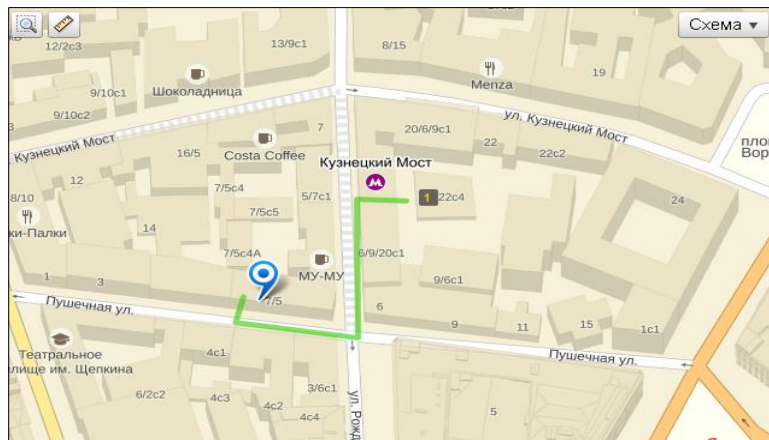 Схема
12/2с3
13/9с1
8/15
Шоколадница
Menza
19
9/10с1
9/10с2
ул. Кузнецкий Мост
Кузнецкий Мост
7
20/6/9с1
22
22с2
пло
Вор
16/5
Costa Coffee
Кузнецкий Мост
12
7/5с4
5/7с1
1
22с4
24
8/10
7/5с5
ки-Палки
14
7/5с4А
МУ-МУ
6/9/20с1
9/6с1
1
3
7/5
6
Пушечная ул.
9
11
15
1с1
Театральное
лище им. Щепкина
4с1
Пушечная ул.
6/2с2
4с3
3/6с1
4с2
4с4
ул. Рожд
5